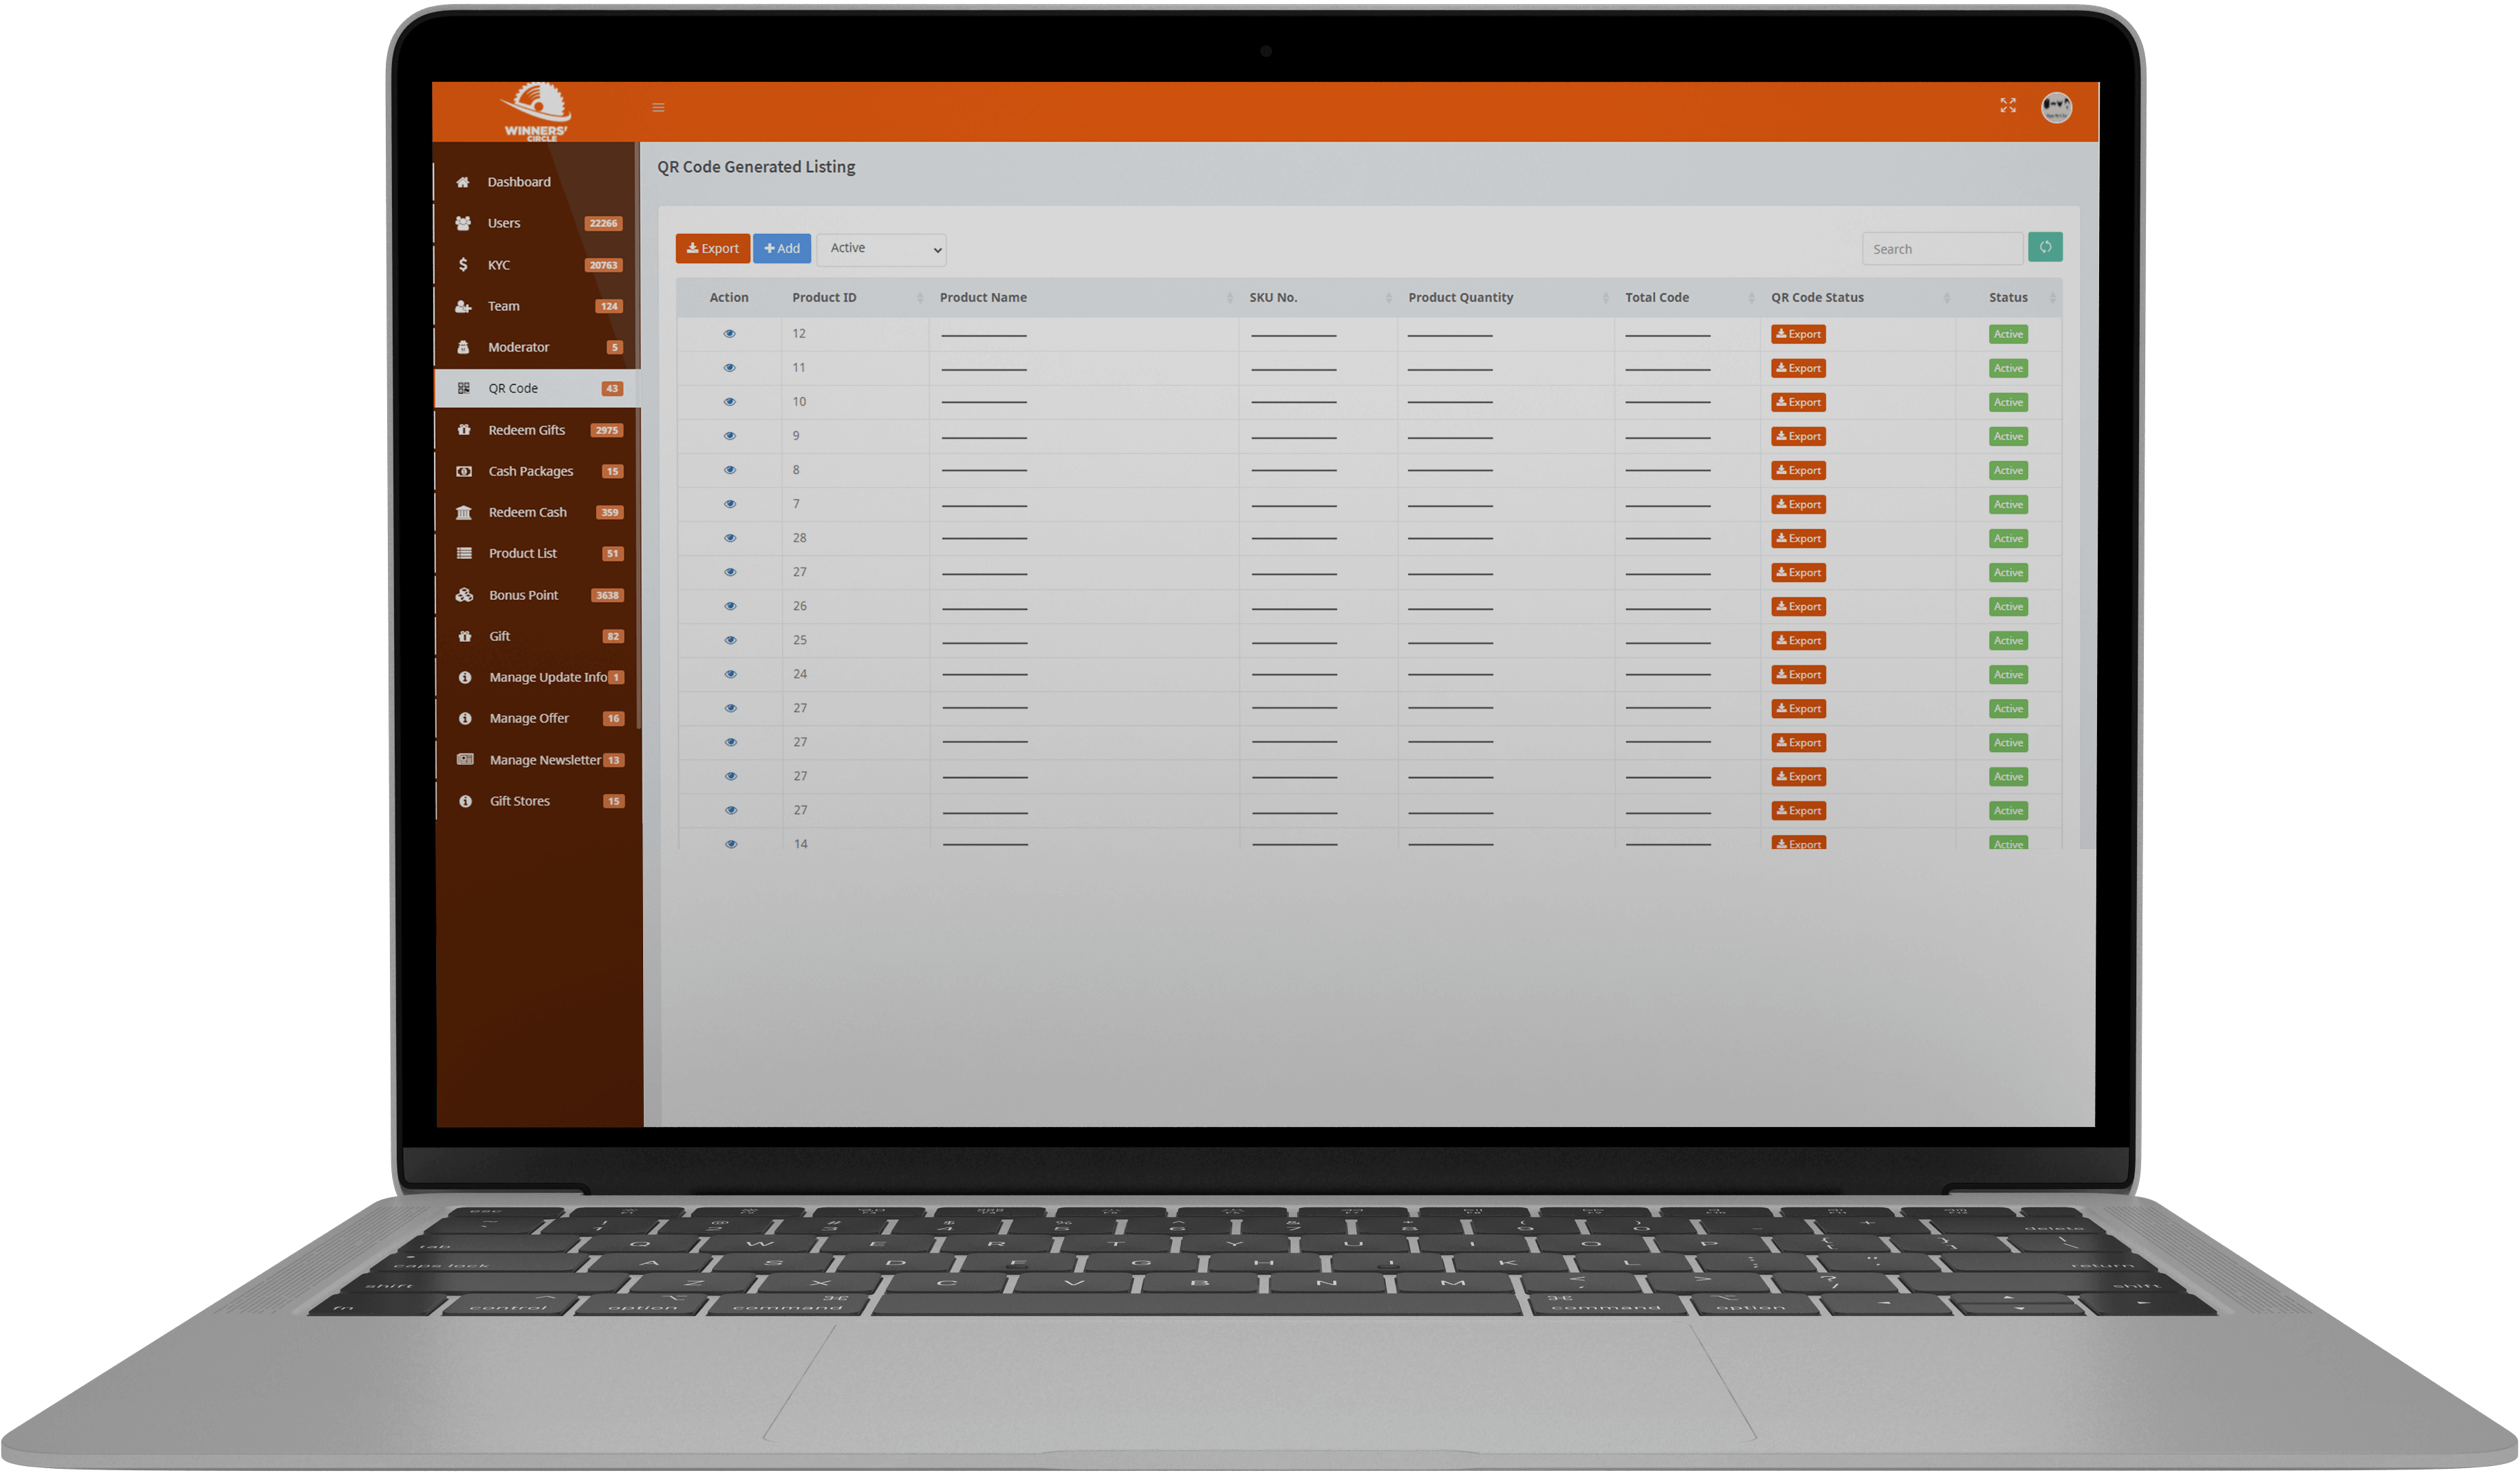 WINNERS'
CIRCLE
QR Code Generated Listing
Dashboard
Users 22266
KYC 20763
Team 124
Moderator 5
QR Code 43
Redeem Gifts 2975
Cash Packages 15
Redeem Cash 359
Product List 51
Bonus Point 3638
Gift 82
Manage Update Info 1
Manage Offer 16
Manage Newsletter 13
Gift Stores 15
Export Add Active Search
Action Product ID Product Name SKU No. Product Quantity Total Code QR Code Status Status
12 Export Active
11 Export Active
10 Export Active
9 Export Active
8 Export Active
7 Export Active
28 Export Active
27 Export Active
26 Export Active
25 Export Active
24 Export Active
27 Export Active
27 Export Active
27 Export Active
27 Export Active
14 Export Active
esc
delete
tab Q W E R T Y U I O P
caps lock A S D F G H J K L return
shift Z X C V B N M shift
fn control option command command option